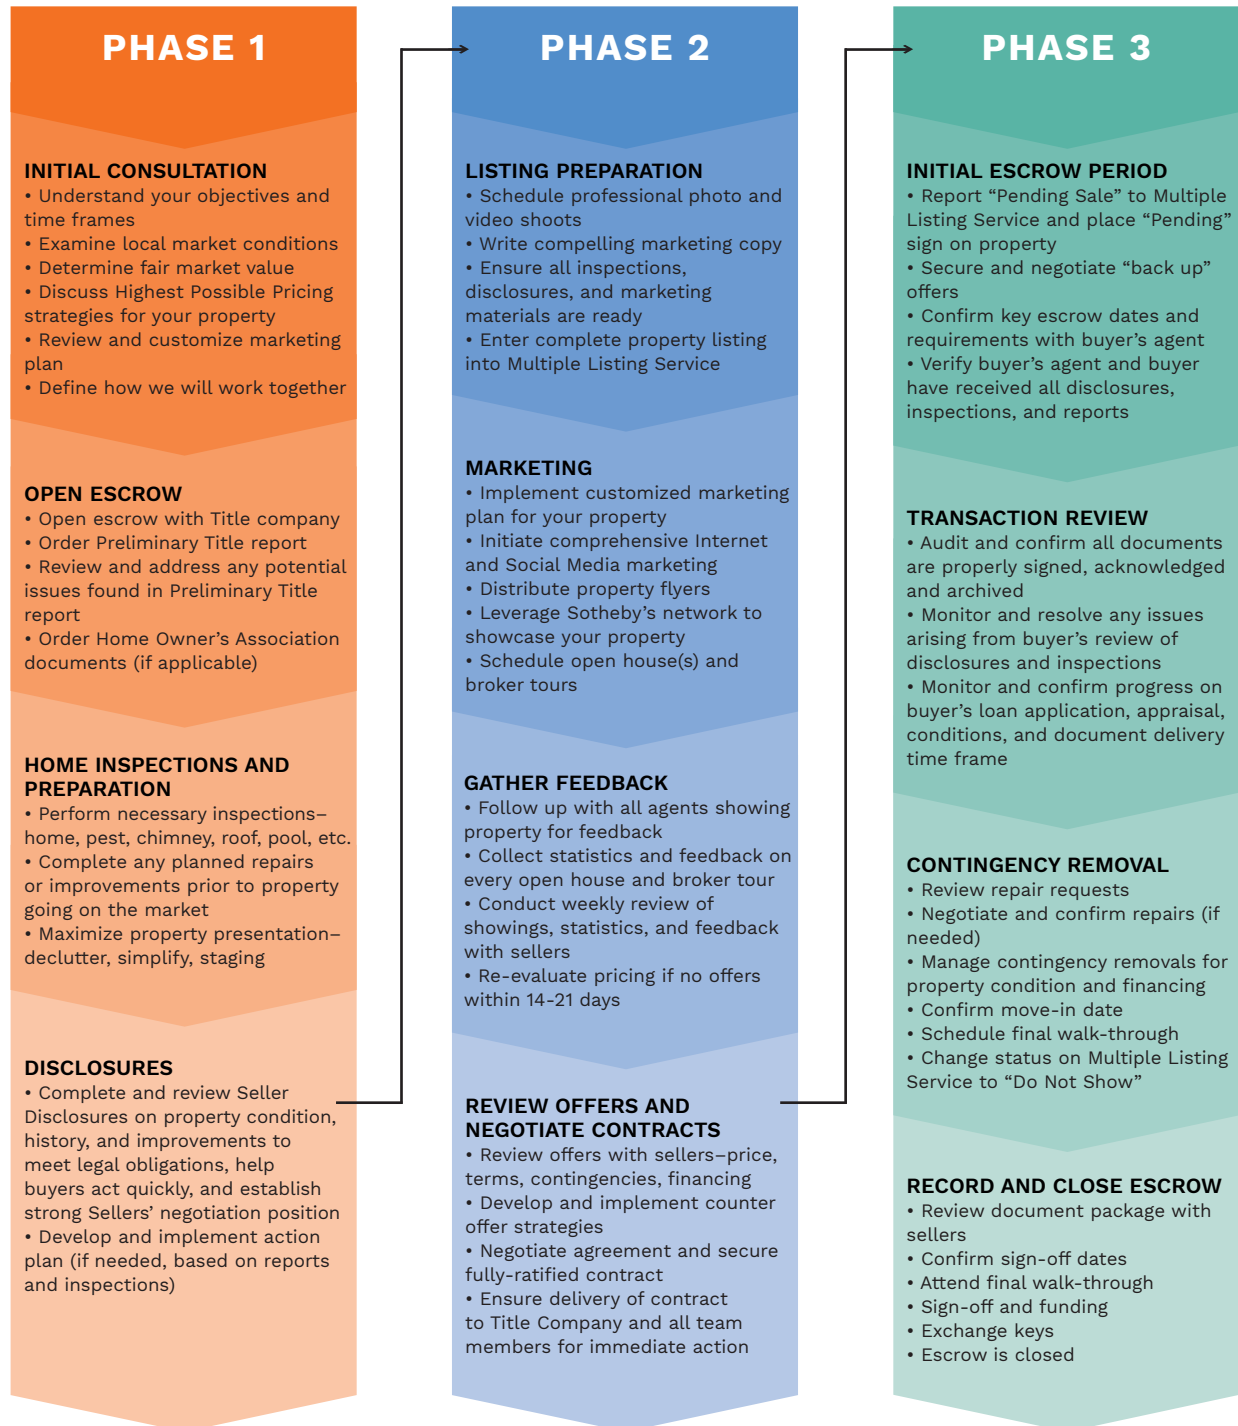 PHASE 1
INITIAL CONSULTATION
• Understand your objectives and
time frames
• Examine local market conditions
• Determine fair market value
• Discuss Highest Possible Pricing
strategies for your property
• Review and customize marketing
plan
• Define how we will work together
OPEN ESCROW
• Open escrow with Title company
• Order Preliminary Title report
• Review and address any potential
issues found in Preliminary Title
report
• Order Home Owner’s Association
documents (if applicable)
HOME INSPECTIONS AND
PREPARATION
• Perform necessary inspections–
home, pest, chimney, roof, pool, etc.
• Complete any planned repairs
or improvements prior to property
going on the market
• Maximize property presentation–
declutter, simplify, staging
DISCLOSURES
• Complete and review Seller
Disclosures on property condition,
history, and improvements to
meet legal obligations, help
buyers act quickly, and establish
strong Sellers’ negotiation position
• Develop and implement action
plan (if needed, based on reports
and inspections)
PHASE 2
LISTING PREPARATION
• Schedule professional photo and
video shoots
• Write compelling marketing copy
• Ensure all inspections,
disclosures, and marketing
materials are ready
• Enter complete property listing
into Multiple Listing Service
MARKETING
• Implement customized marketing
plan for your property
• Initiate comprehensive Internet
and Social Media marketing
• Distribute property flyers
• Leverage Sotheby’s network to
showcase your property
• Schedule open house(s) and
broker tours
GATHER FEEDBACK
• Follow up with all agents showing
property for feedback
• Collect statistics and feedback on
every open house and broker tour
• Conduct weekly review of
showings, statistics, and feedback
with sellers
• Re-evaluate pricing if no offers
within 14-21 days
REVIEW OFFERS AND
NEGOTIATE CONTRACTS
• Review offers with sellers–price,
terms, contingencies, financing
• Develop and implement counter
offer strategies
• Negotiate agreement and secure
fully-ratified contract
• Ensure delivery of contract
to Title Company and all team
members for immediate action
PHASE 3
INITIAL ESCROW PERIOD
• Report “Pending Sale” to Multiple
Listing Service and place “Pending”
sign on property
• Secure and negotiate “back up”
offers
• Confirm key escrow dates and
requirements with buyer’s agent
• Verify buyer’s agent and buyer
have received all disclosures,
inspections, and reports
TRANSACTION REVIEW
• Audit and confirm all documents
are properly signed, acknowledged
and archived
• Monitor and resolve any issues
arising from buyer’s review of
disclosures and inspections
• Monitor and confirm progress on
buyer’s loan application, appraisal,
conditions, and document delivery
time frame
CONTINGENCY REMOVAL
• Review repair requests
• Negotiate and confirm repairs (if
needed)
• Manage contingency removals for
property condition and financing
• Confirm move-in date
• Schedule final walk-through
• Change status on Multiple Listing
Service to “Do Not Show”
RECORD AND CLOSE ESCROW
• Review document package with
sellers
• Confirm sign-off dates
• Attend final walk-through
• Sign-off and funding
• Exchange keys
• Escrow is closed